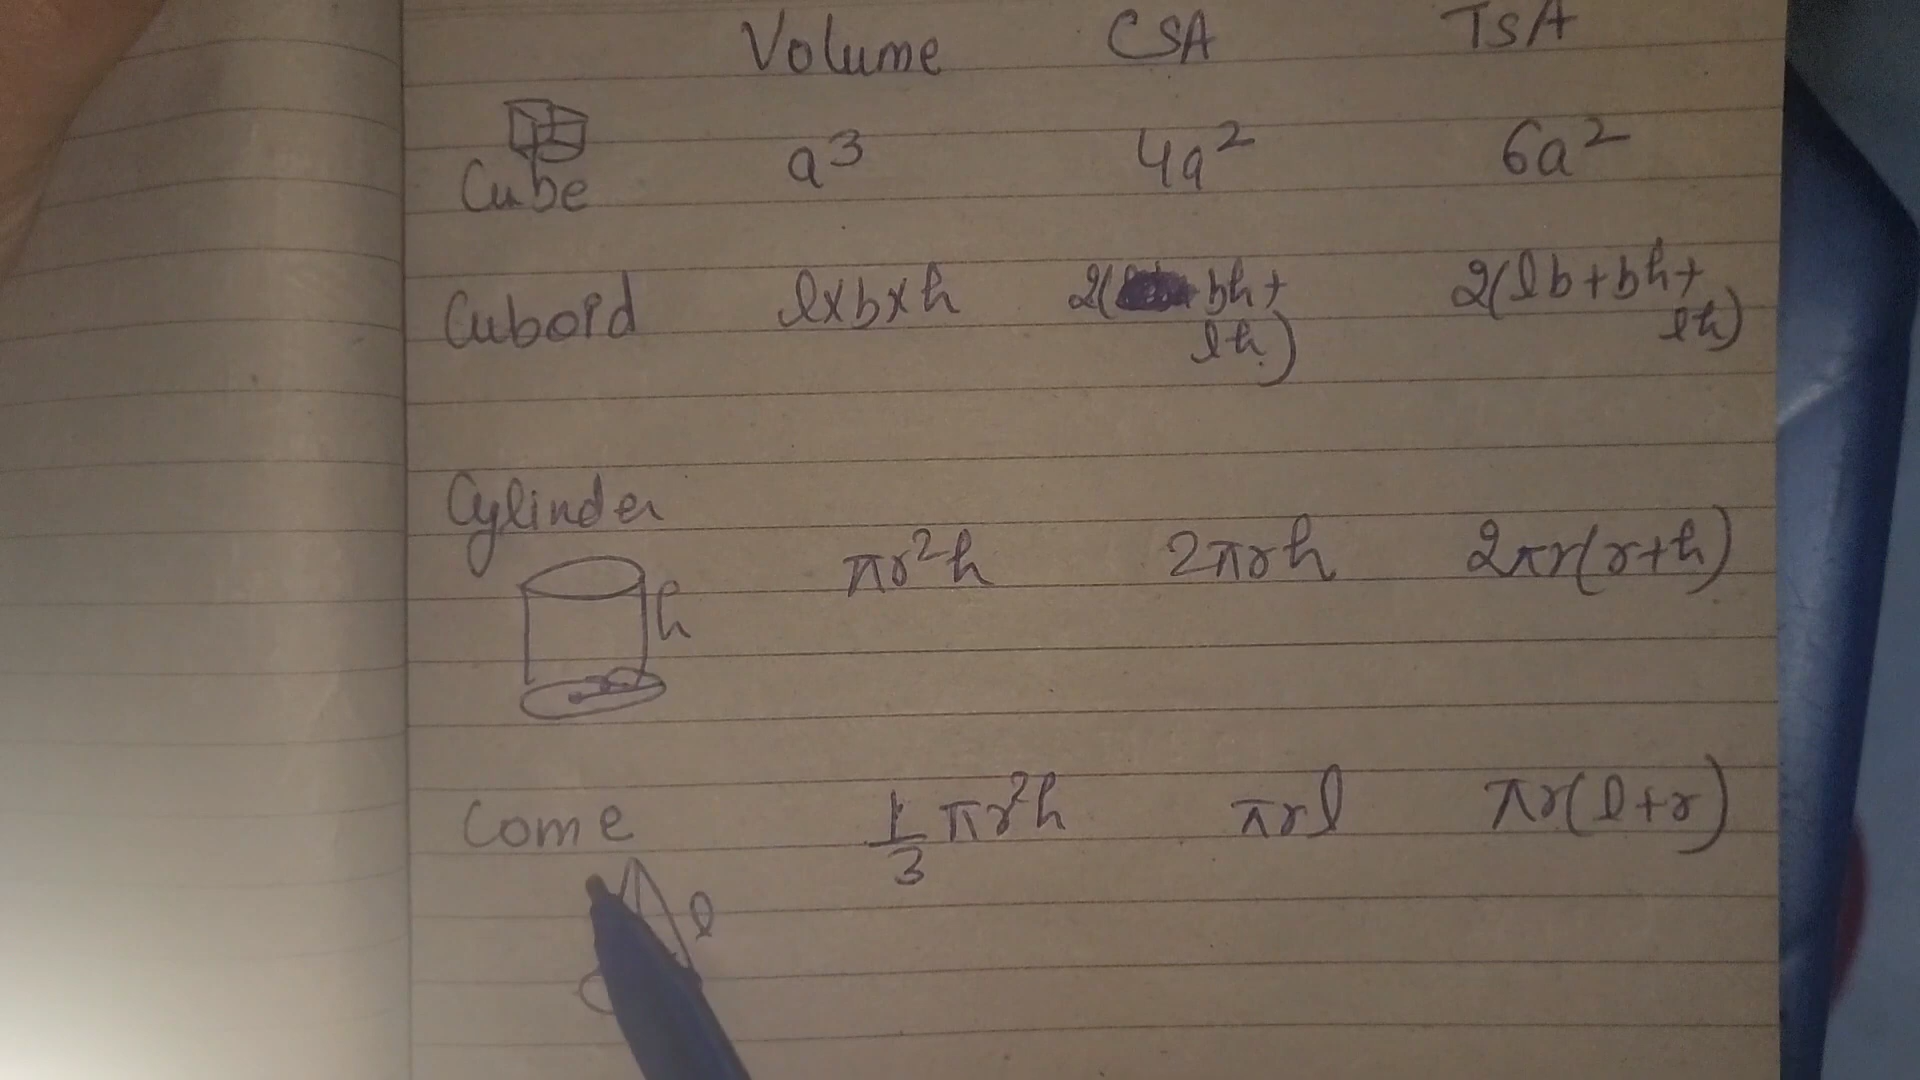 Volume CSA TSA
Cube a³ 4a² 6a²
Cuboid l×b×h 2( bh+ 2(lb+bh+
lh) lh)
Cylinder
πr²h 2πrh 2πr(r+h)
h
Cone 1/3 πr²h πrl πr(l+r)
l